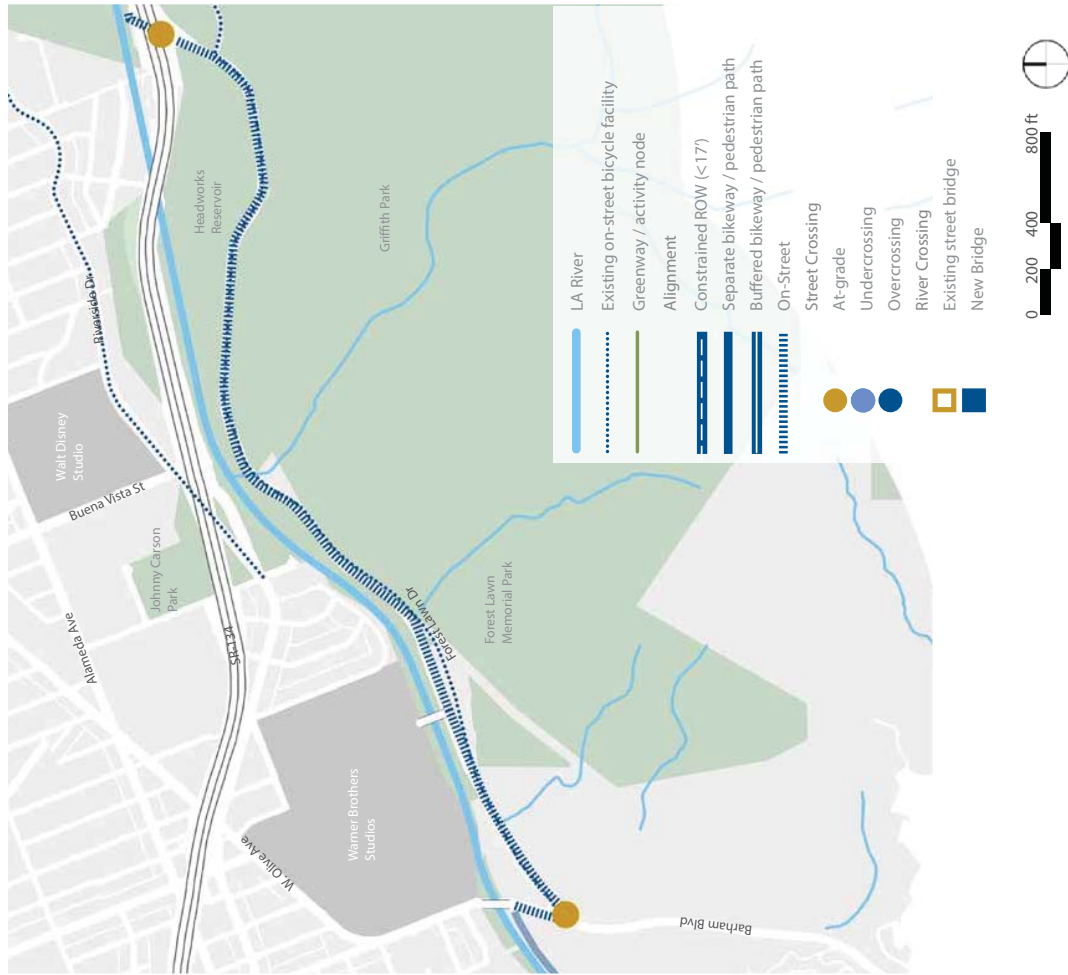 Riverside Dr
Walt Disney
Studio
Buena Vista St
Headworks
Reservoir
Griffith Park
Johnny Carson
Park
Alameda Ave
SR-134
Forest Lawn Dr
Forest Lawn
Memorial Park
Warner Brothers
Studios
W. Olive Ave
Barham Blvd
LA River
Existing on-street bicycle facility
Greenway / activity node
Alignment
Constrained ROW (<17')
Separate bikeway / pedestrian path
Buffered bikeway / pedestrian path
On-Street
Street Crossing
At-grade
Undercrossing
Overcrossing
River Crossing
Existing street bridge
New Bridge
0 200 400 800 ft